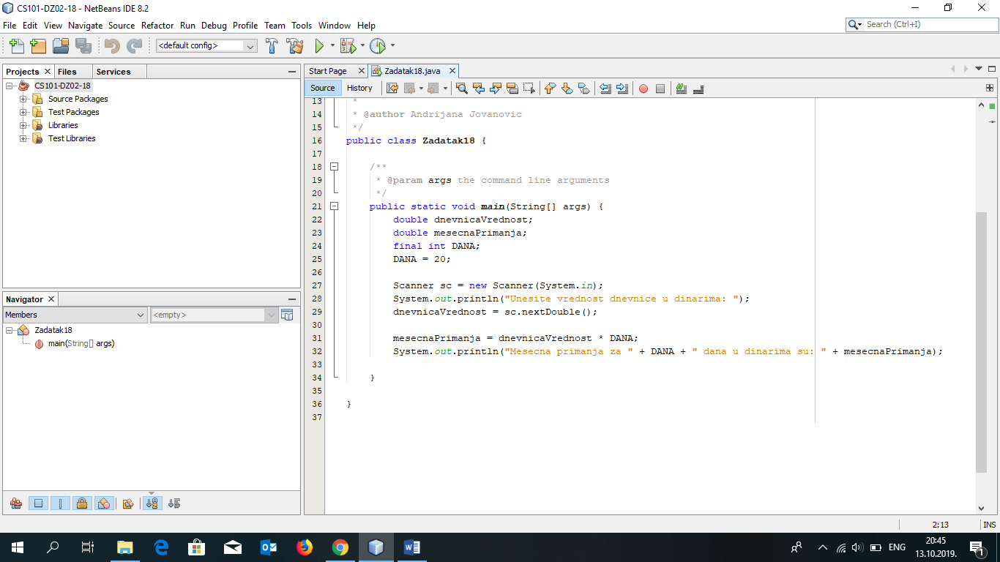 CS101-DZ02-18 - NetBeans IDE 8.2
File Edit View Navigate Source Refactor Run Debug Profile Team Tools Window Help
Search (Ctrl+I)
<default config>
Projects Files Services
CS101-DZ02-18
Source Packages
Test Packages
Libraries
Test Libraries
Navigator
Members
<empty>
Zadatak18
main(String[] args)
Start Page Zadatak18.java
Source History
13 *
14 * @author Andrijana Jovanovic
15 */
16 public class Zadatak18 {
17
18 /**
19 * @param args the command line arguments
20 */
21 public static void main(String[] args) {
22 double dnevnicaVrednost;
23 double mesecnaPrimanja;
24 final int DANA;
25 DANA = 20;
26
27 Scanner sc = new Scanner(System.in);
28 System.out.println("Unesite vrednost dnevnice u dinarima: ");
29 dnevnicaVrednost = sc.nextDouble();
30
31 mesecnaPrimanja = dnevnicaVrednost * DANA;
32 System.out.println("Mesecna primanja za " + DANA + " dana u dinarima su: " + mesecnaPrimanja);
33
34 }
35
36 }
37
2:13 INS
ENG
20:45
13.10.2019.
1